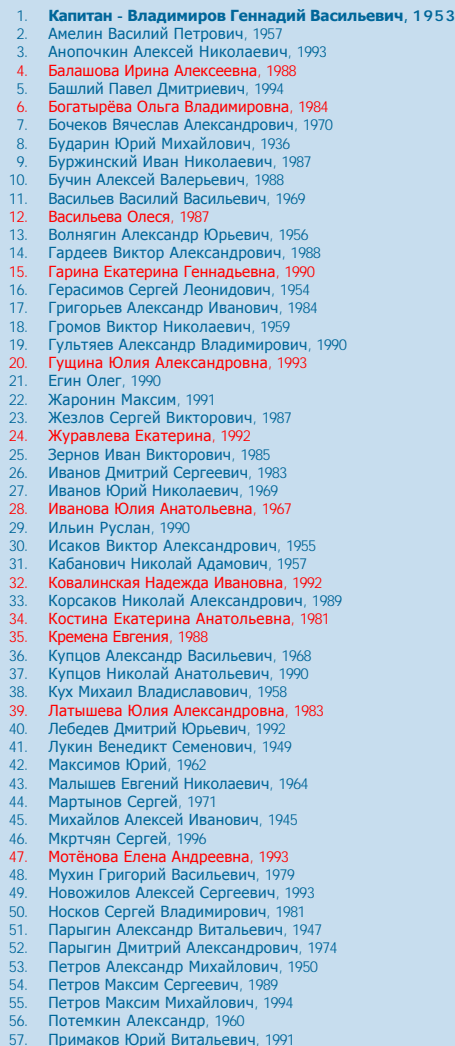 1. Капитан - Владимиров Геннадий Васильевич, 1953
2. Амелин Василий Петрович, 1957
3. Анопочкин Алексей Николаевич, 1993
4. Балашова Ирина Алексеевна, 1988
5. Башлий Павел Дмитриевич, 1994
6. Богатырёва Ольга Владимировна, 1984
7. Бочеков Вячеслав Александрович, 1970
8. Бударин Юрий Михайлович, 1936
9. Буржинский Иван Николаевич, 1987
10. Бучин Алексей Валерьевич, 1988
11. Васильев Василий Васильевич, 1969
12. Васильева Олеся, 1987
13. Волнягин Александр Юрьевич, 1956
14. Гардеев Виктор Александрович, 1988
15. Гарина Екатерина Геннадьевна, 1990
16. Герасимов Сергей Леонидович, 1954
17. Григорьев Александр Иванович, 1984
18. Громов Виктор Николаевич, 1959
19. Гультяев Александр Владимирович, 1990
20. Гущина Юлия Александровна, 1993
21. Егин Олег, 1990
22. Жаронин Максим, 1991
23. Жезлов Сергей Викторович, 1987
24. Журавлева Екатерина, 1992
25. Зернов Иван Викторович, 1985
26. Иванов Дмитрий Сергеевич, 1983
27. Иванов Юрий Николаевич, 1969
28. Иванова Юлия Анатольевна, 1967
29. Ильин Руслан, 1990
30. Исаков Виктор Александрович, 1955
31. Кабанович Николай Адамович, 1957
32. Ковалинская Надежда Ивановна, 1992
33. Корсаков Николай Александрович, 1989
34. Костина Екатерина Анатольевна, 1981
35. Кремена Евгения, 1988
36. Купцов Александр Васильевич, 1968
37. Купцов Николай Анатольевич, 1990
38. Кух Михаил Владиславович, 1958
39. Латышева Юлия Александровна, 1983
40. Лебедев Дмитрий Юрьевич, 1992
41. Лукин Венедикт Семенович, 1949
42. Максимов Юрий, 1962
43. Малышев Евгений Николаевич, 1964
44. Мартынов Сергей, 1971
45. Михайлов Алексей Иванович, 1945
46. Мкртчян Сергей, 1996
47. Мотёнова Елена Андреевна, 1993
48. Мухин Григорий Васильевич, 1979
49. Новожилов Алексей Сергеевич, 1993
50. Носков Сергей Владимирович, 1981
51. Парыгин Александр Витальевич, 1947
52. Парыгин Дмитрий Александрович, 1974
53. Петров Александр Михайлович, 1950
54. Петров Максим Сергеевич, 1989
55. Петров Максим Михайлович, 1994
56. Потемкин Александр, 1960
57. Примаков Юрий Витальевич, 1991